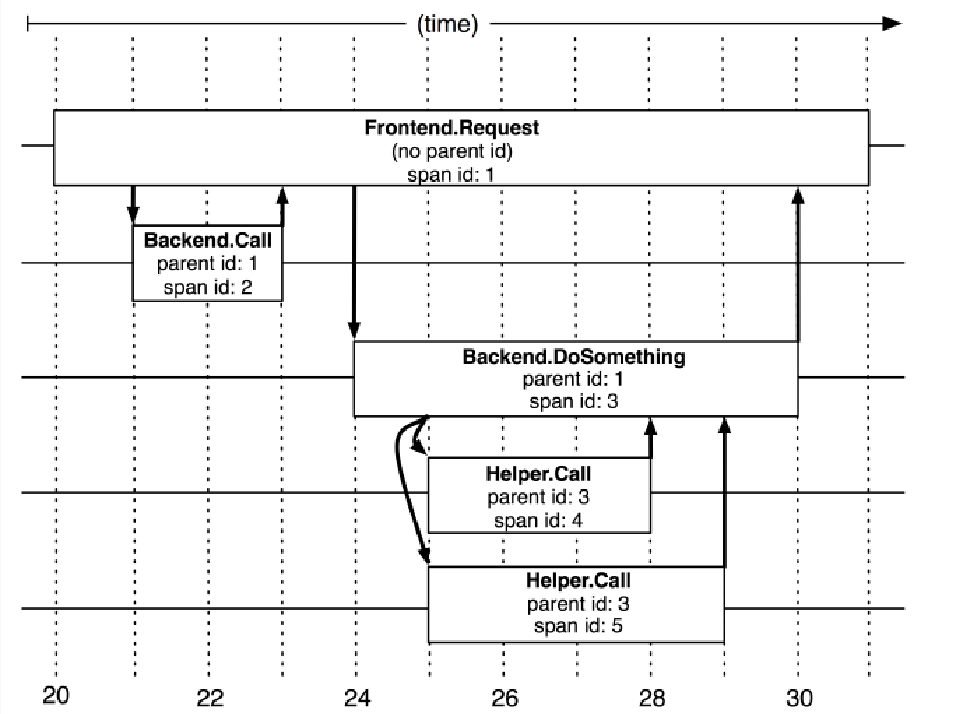 (time)
Frontend.Request
(no parent id)
span id: 1
Backend.Call
parent id: 1
span id: 2
Backend.DoSomething
parent id: 1
span id: 3
Helper.Call
parent id: 3
span id: 4
Helper.Call
parent id: 3
span id: 5
20 22 24 26 28 30